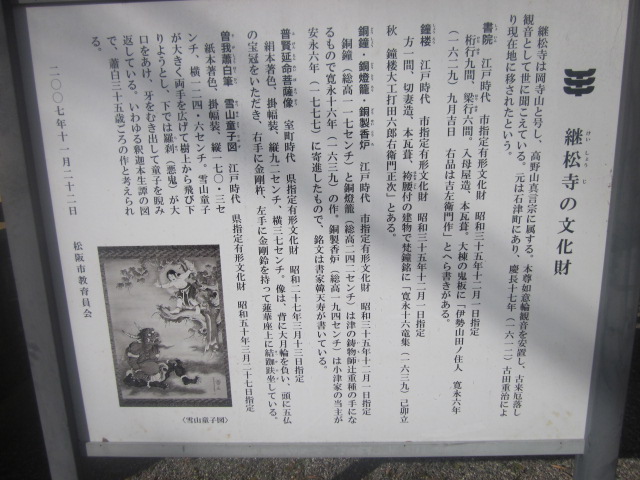 継松寺の文化財
けいしょうじ
継松寺は岡寺山と号し、高野山真言宗に属する。本尊如意輪観音を安置し、古来厄落し
観音として世に聞こえている。元は石津町にあり、慶長十七年(一六一二)古田重治によ
り現在地に移されたという。
書院 江戸時代 市指定有形文化財 昭和三十五年十二月一日指定
桁行九間、梁行六間。入母屋造、本瓦葺。大棟の鬼板に「伊勢山田ノ住人 寛永六年
(一六二九) 九月吉日 右品は吉左衛門作」とへら書きがある。
鐘楼 江戸時代 市指定有形文化財 昭和三十五年十二月一日指定
方一間、切妻造、本瓦葺、袴腰付の建物で梵鐘銘に「寛永十六竜集(一六三九)己卯立
秋 鐘楼大工打田六郎右衛門正次」とある。
銅鐘・銅燈籠・銅製香炉 江戸時代 市指定有形文化財 昭和三十五年十二月一日指定
銅鐘(総高一一七センチ)と銅燈籠(総高二四二センチ)は津の鋳物師辻重種の手にな
るもので寛永十六年(一六三九)の作。銅製香炉(総高一九四センチ)は小津家の当主が
安永六年(一七七七)に寄進したもので、銘文は書家韓天寿が書いている。
普賢延命菩薩像 室町時代 県指定有形文化財 昭和二十七年三月十三日指定
絹本著色、掛幅装、縦九二センチ、横三七センチ。像は、背に大月輪を負い、頭に五仏
の宝冠をいただき、右手に金剛杵、左手に金剛鈴を持って蓮華座上に結跏趺坐している。
曽我蕭白筆 雪山童子図 江戸時代 県指定有形文化財 昭和五十年三月二十七日指定
紙本著色、掛幅装、縦一七〇・三セ
ンチ、横一二四・六センチ。雪山童子
が大きく両手を広げて樹上から飛び下
りようとし、下では羅刹(悪鬼)が大
口をあけ、牙をむき出して童子を睨み
返している。いわゆる釈迦本生譚の図
で、蕭白三十五歳ごろの作と考えられ
る。
二〇〇七年十一月二十二日
松阪市教育委員会
〈雪山童子図〉